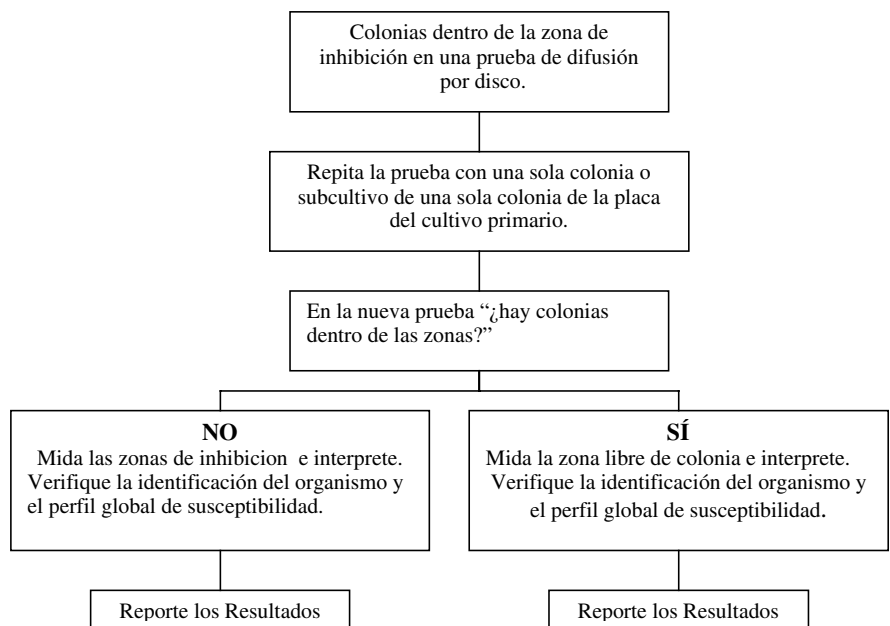 Colonias dentro de la zona de
inhibición en una prueba de difusión
por disco.
Repita la prueba con una sola colonia o
subcultivo de una sola colonia de la placa
del cultivo primario.
En la nueva prueba “¿hay colonias
dentro de las zonas?”
NO
Mida las zonas de inhibicion e interprete.
Verifique la identificación del organismo y
el perfil global de susceptibilidad.
SÍ
Mida la zona libre de colonia e interprete.
Verifique la identificación del organismo y
el perfil global de susceptibilidad.
Reporte los Resultados
Reporte los Resultados